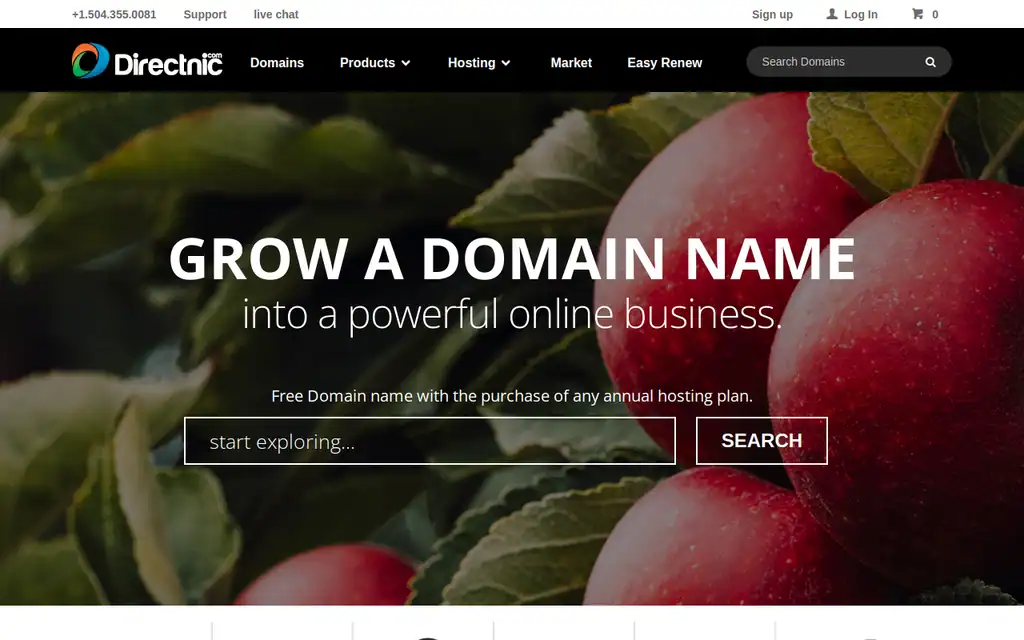 +1.504.355.0081 Support live chat Sign up Log In 0
Directnic.com Domains Products Hosting Market Easy Renew Search Domains
GROW A DOMAIN NAME
into a powerful online business.
Free Domain name with the purchase of any annual hosting plan.
start exploring... SEARCH